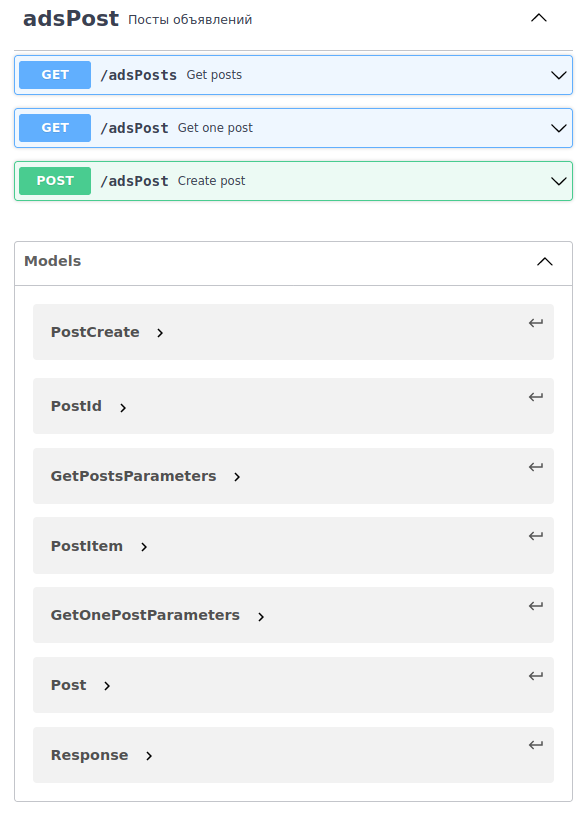 adsPost Посты объявлений
GET /adsPosts Get posts
GET /adsPost Get one post
POST /adsPost Create post
Models
PostCreate
PostId
GetPostsParameters
PostItem
GetOnePostParameters
Post
Response